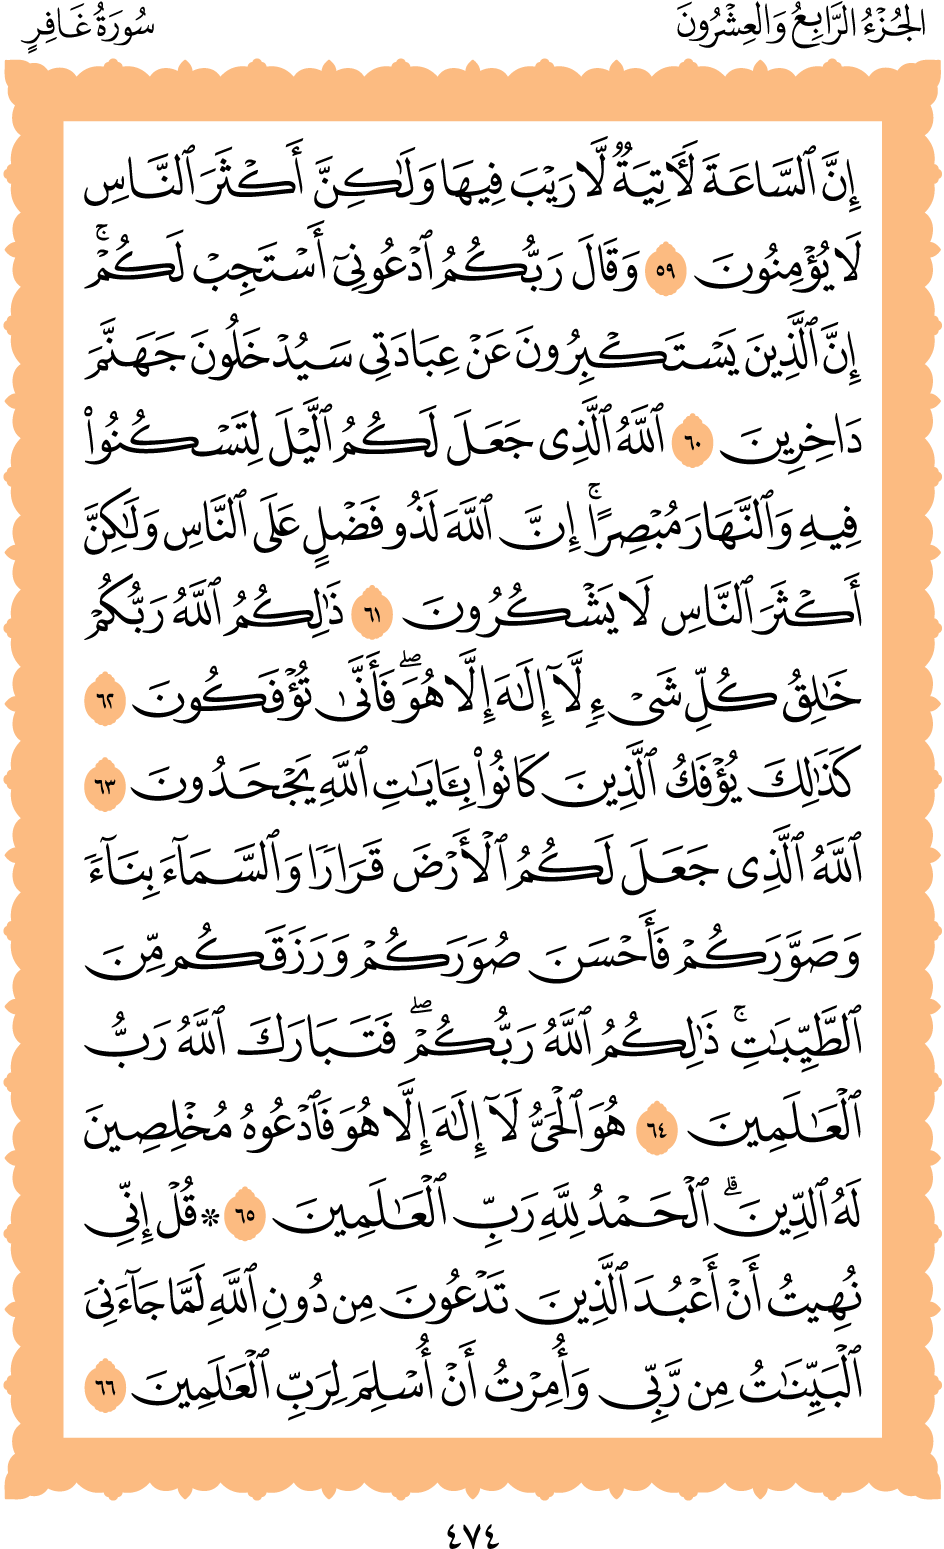 الجُزْءُ الرَّابِعُ وَالعِشْرُونَ
سُورَةُ غَافِرٍ
إِنَّ ٱلسَّاعَةَ لَأٓتِيَةٞ لَّا رَيۡبَ فِيهَا وَلَٰكِنَّ أَكۡثَرَ ٱلنَّاسِ
لَا يُؤۡمِنُونَ ٥٩ وَقَالَ رَبُّكُمُ ٱدۡعُونِيٓ أَسۡتَجِبۡ لَكُمۡۚ
إِنَّ ٱلَّذِينَ يَسۡتَكۡبِرُونَ عَنۡ عِبَادَتِي سَيَدۡخُلُونَ جَهَنَّمَ
دَاخِرِينَ ٦٠ ٱللَّهُ ٱلَّذِي جَعَلَ لَكُمُ ٱلَّيۡلَ لِتَسۡكُنُواْ
فِيهِ وَٱلنَّهَارَ مُبۡصِرًاۚ إِنَّ ٱللَّهَ لَذُو فَضۡلٍ عَلَى ٱلنَّاسِ وَلَٰكِنَّ
أَكۡثَرَ ٱلنَّاسِ لَا يَشۡكُرُونَ ٦١ ذَٰلِكُمُ ٱللَّهُ رَبُّكُمۡ
خَٰلِقُ كُلِّ شَيۡءٖ لَّآ إِلَٰهَ إِلَّا هُوَۖ فَأَنَّىٰ تُؤۡفَكُونَ ٦٢
كَذَٰلِكَ يُؤۡفَكُ ٱلَّذِينَ كَانُواْ بِـَٔايَٰتِ ٱللَّهِ يَجۡحَدُونَ ٦٣
ٱللَّهُ ٱلَّذِي جَعَلَ لَكُمُ ٱلۡأَرۡضَ قَرَارٗا وَٱلسَّمَآءَ بِنَآءٗ
وَصَوَّرَكُمۡ فَأَحۡسَنَ صُوَرَكُمۡ وَرَزَقَكُم مِّنَ
ٱلطَّيِّبَٰتِۚ ذَٰلِكُمُ ٱللَّهُ رَبُّكُمۡۖ فَتَبَارَكَ ٱللَّهُ رَبُّ
ٱلۡعَٰلَمِينَ ٦٤ هُوَ ٱلۡحَيُّ لَآ إِلَٰهَ إِلَّا هُوَ فَٱدۡعُوهُ مُخۡلِصِينَ
لَهُ ٱلدِّينَۗ ٱلۡحَمۡدُ لِلَّهِ رَبِّ ٱلۡعَٰلَمِينَ ٦٥ * قُلۡ إِنِّي
نُهِيتُ أَنۡ أَعۡبُدَ ٱلَّذِينَ تَدۡعُونَ مِن دُونِ ٱللَّهِ لَمَّا جَآءَنِيَ
ٱلۡبَيِّنَٰتُ مِن رَّبِّي وَأُمِرۡتُ أَنۡ أُسۡلِمَ لِرَبِّ ٱلۡعَٰلَمِينَ ٦٦
٤٧٤